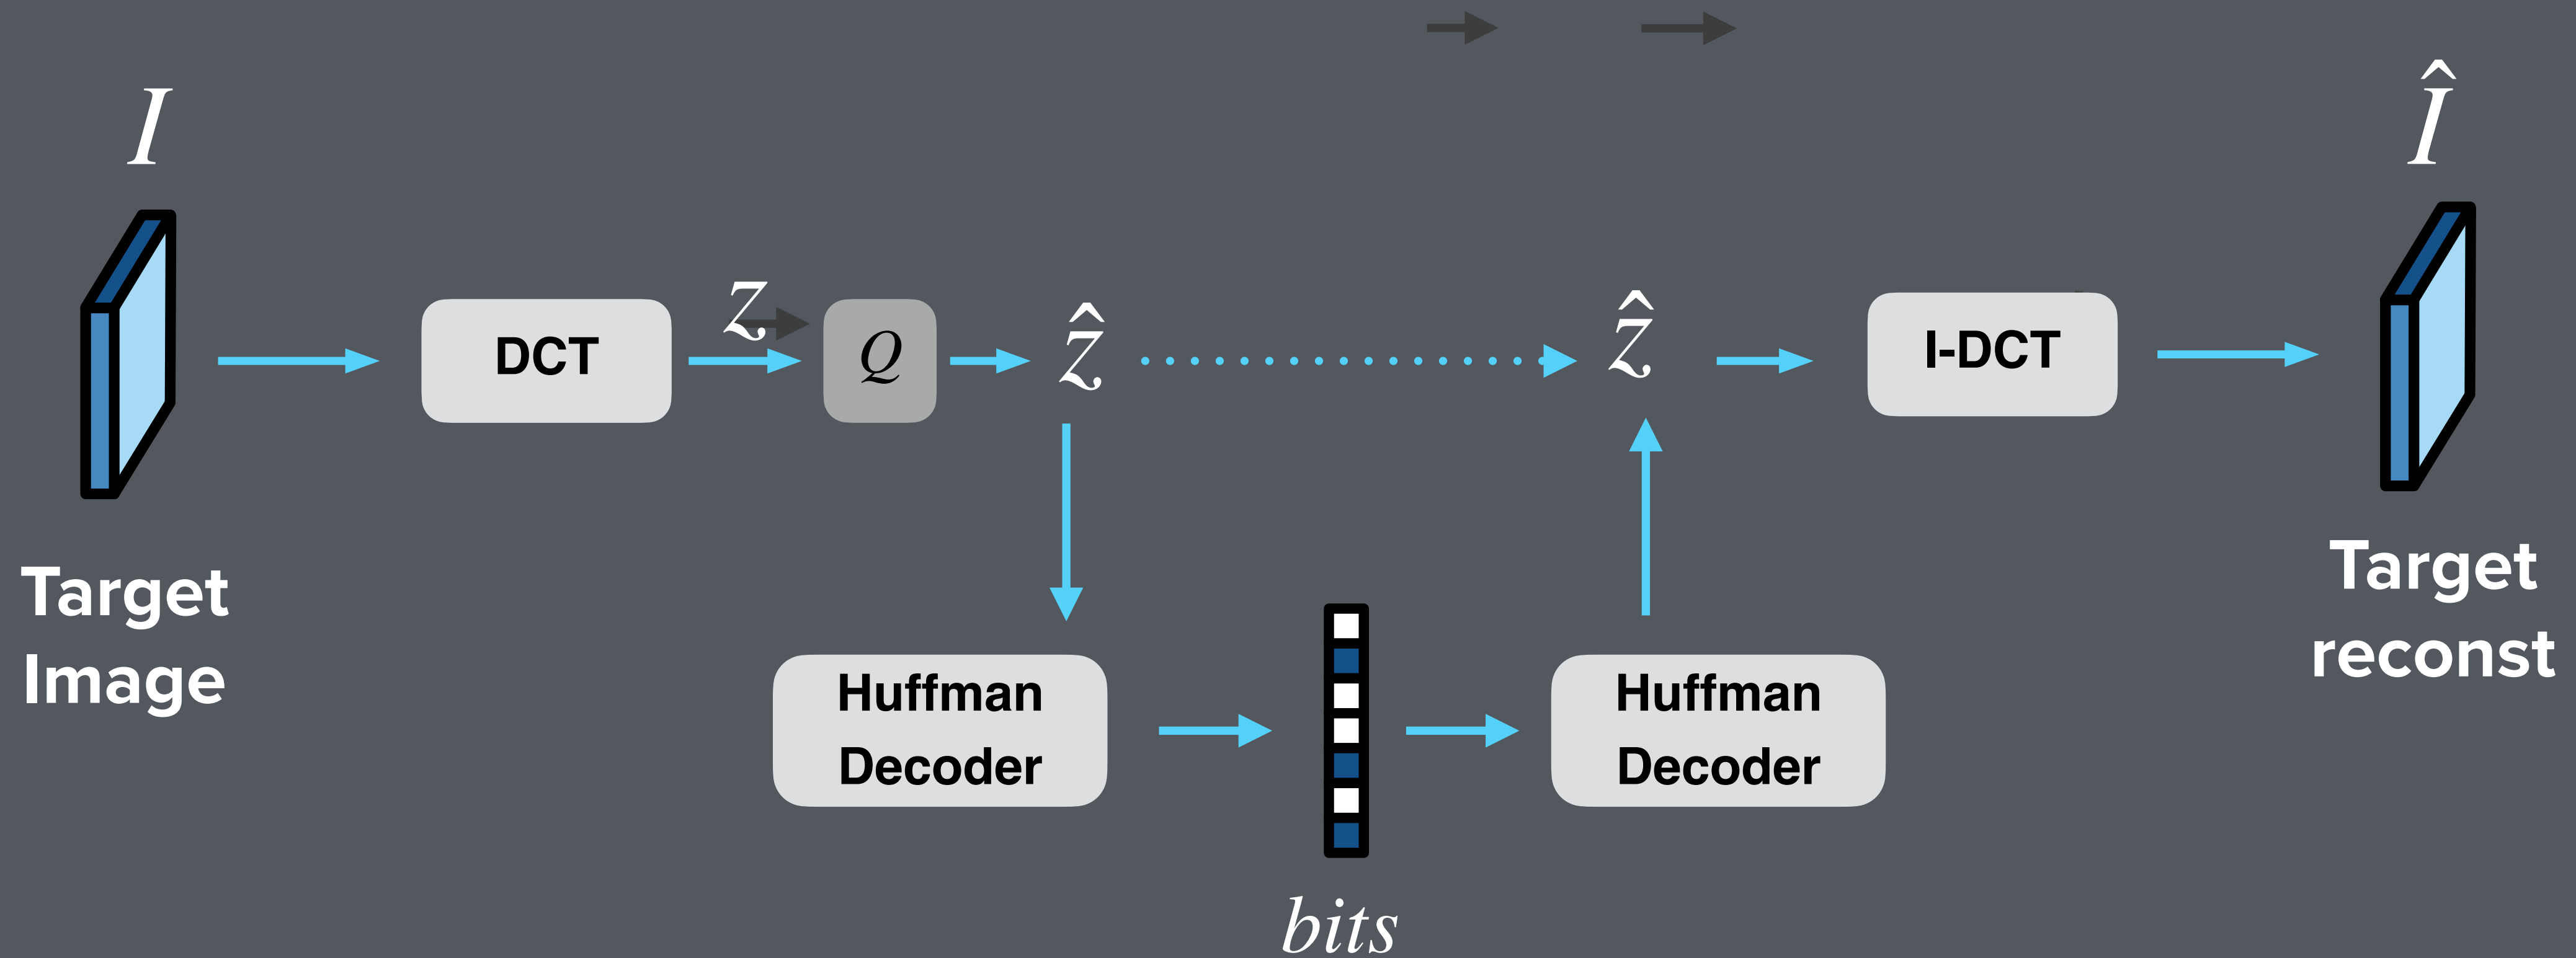 I
Î
z
DCT
Q
ẑ
ẑ
I-DCT
Target
Image
Target
reconst
Huffman
Decoder
Huffman
Decoder
bits